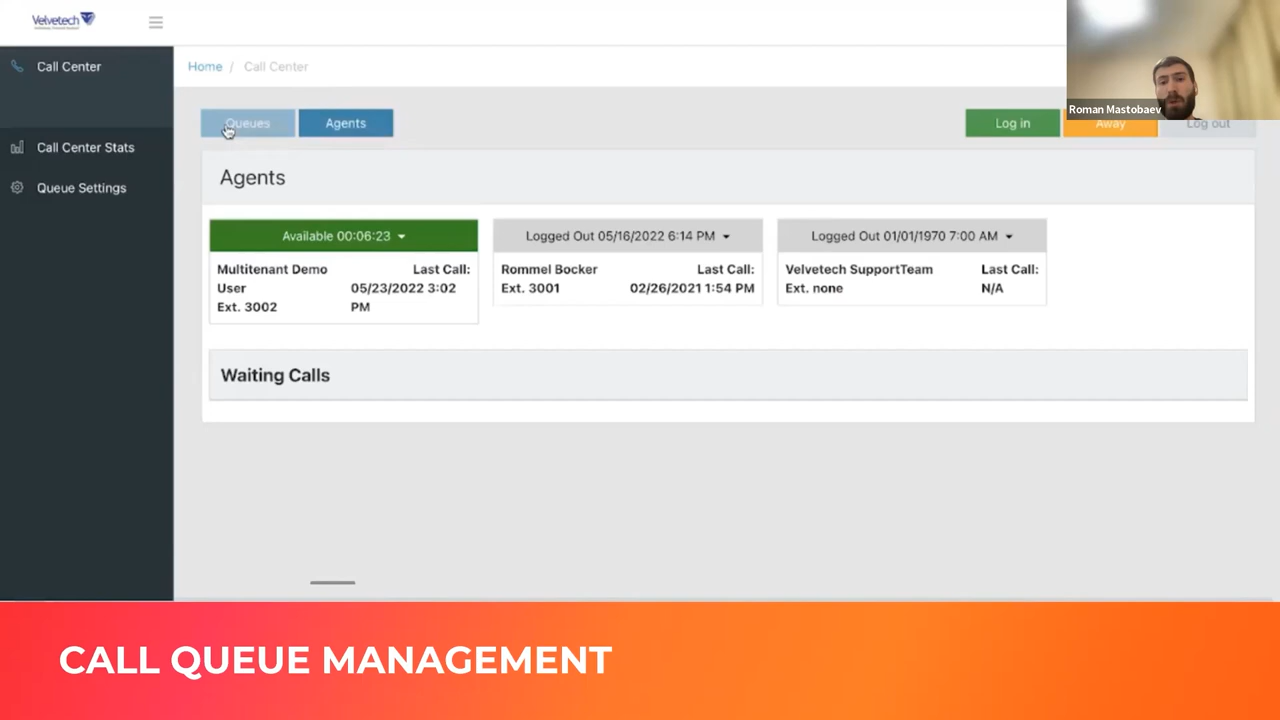 Velvetech
Call Center
Call Center Stats
Queue Settings
Home / Call Center
Queues
Agents
Log in
Away
Log out
Roman Mastobaev
Agents
Available 00:06:23
Multitenant Demo User
Ext. 3002
Last Call:
05/23/2022 3:02
PM
Logged Out 05/16/2022 6:14 PM
Rommel Bocker
Ext. 3001
Last Call:
02/26/2021 1:54 PM
Logged Out 01/01/1970 7:00 AM
Velvetech SupportTeam
Ext. none
Last Call:
N/A
Waiting Calls
CALL QUEUE MANAGEMENT